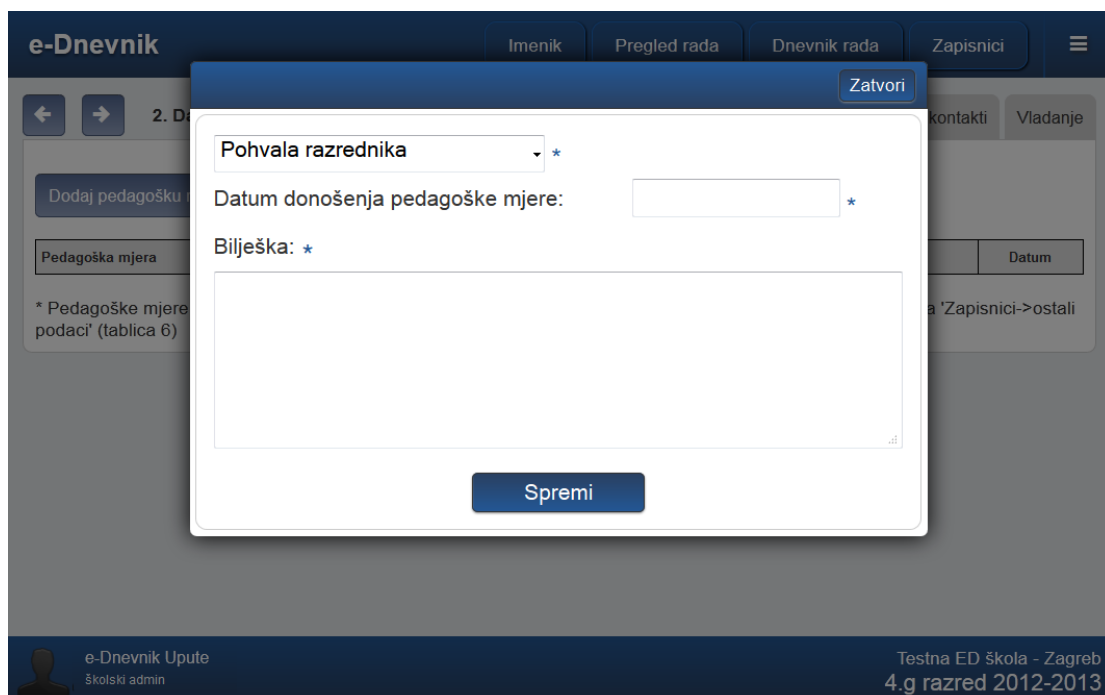 e-Dnevnik
Imenik
Pregled rada
Dnevnik rada
Zapisnici
Zatvori
2.
kontakti
Vladanje
Pohvala razrednika *
Dodaj pedagošku
Datum donošenja pedagoške mjere: *
Bilješka: *
Pedagoška mjera
Datum
* Pedagoške mjere
a 'Zapisnici->ostali
podaci' (tablica 6)
Spremi
e-Dnevnik Upute
školski admin
Testna ED škola - Zagreb
4.g razred 2012-2013